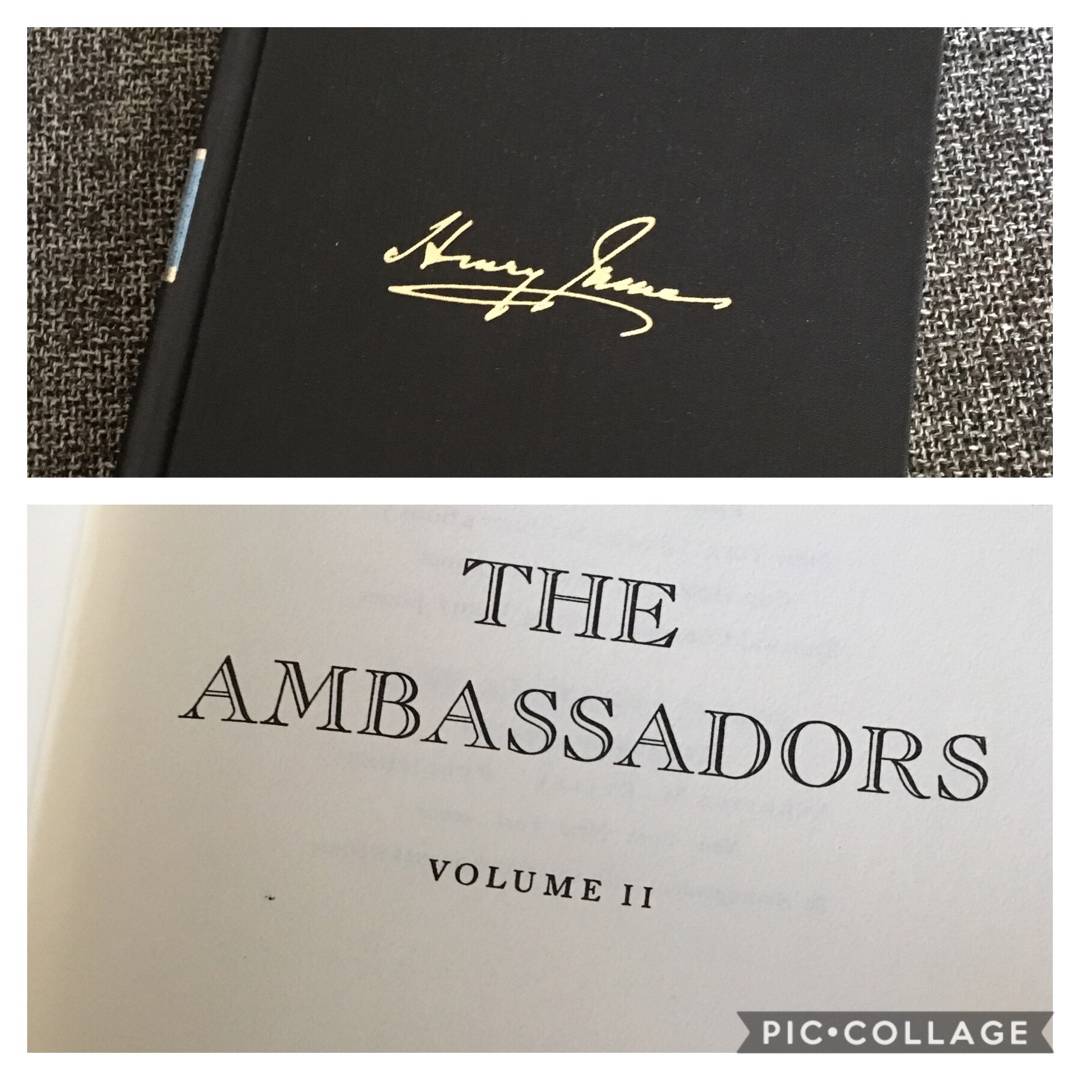 Henry James
THE
AMBASSADORS
VOLUME II
PIC•COLLAGE